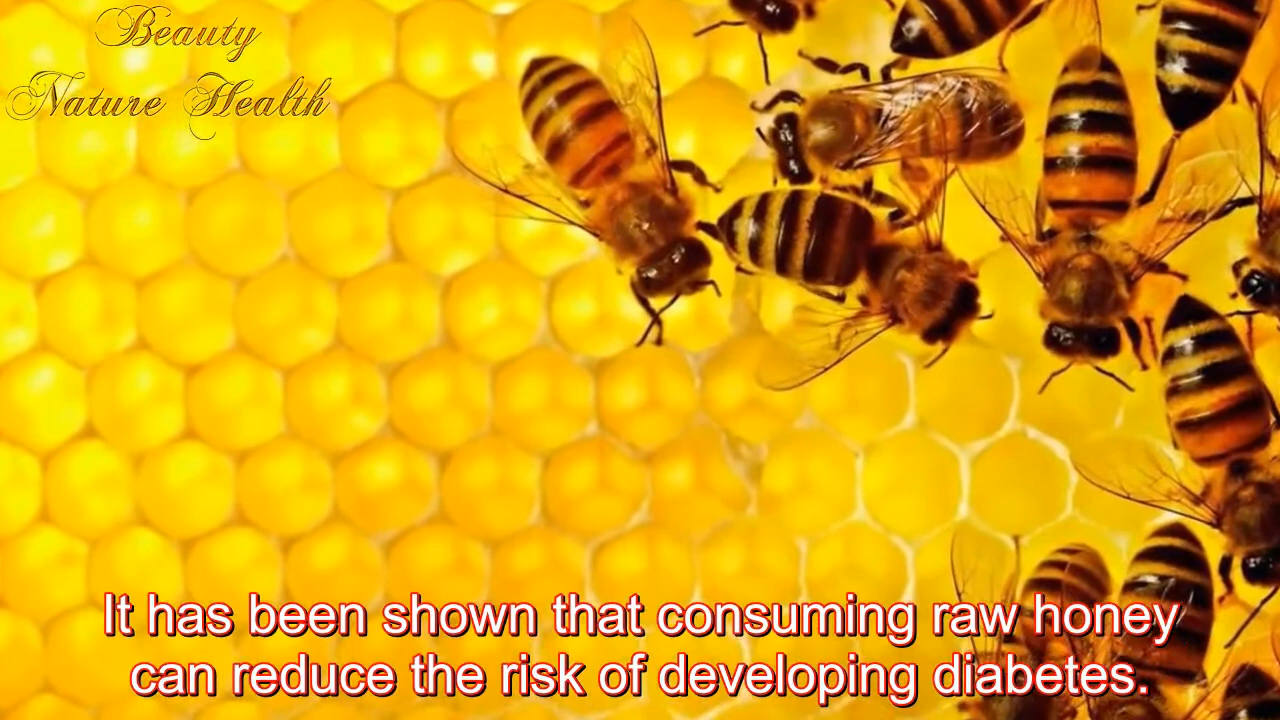 Beauty
Nature Health
It has been shown that consuming raw honey
can reduce the risk of developing diabetes.